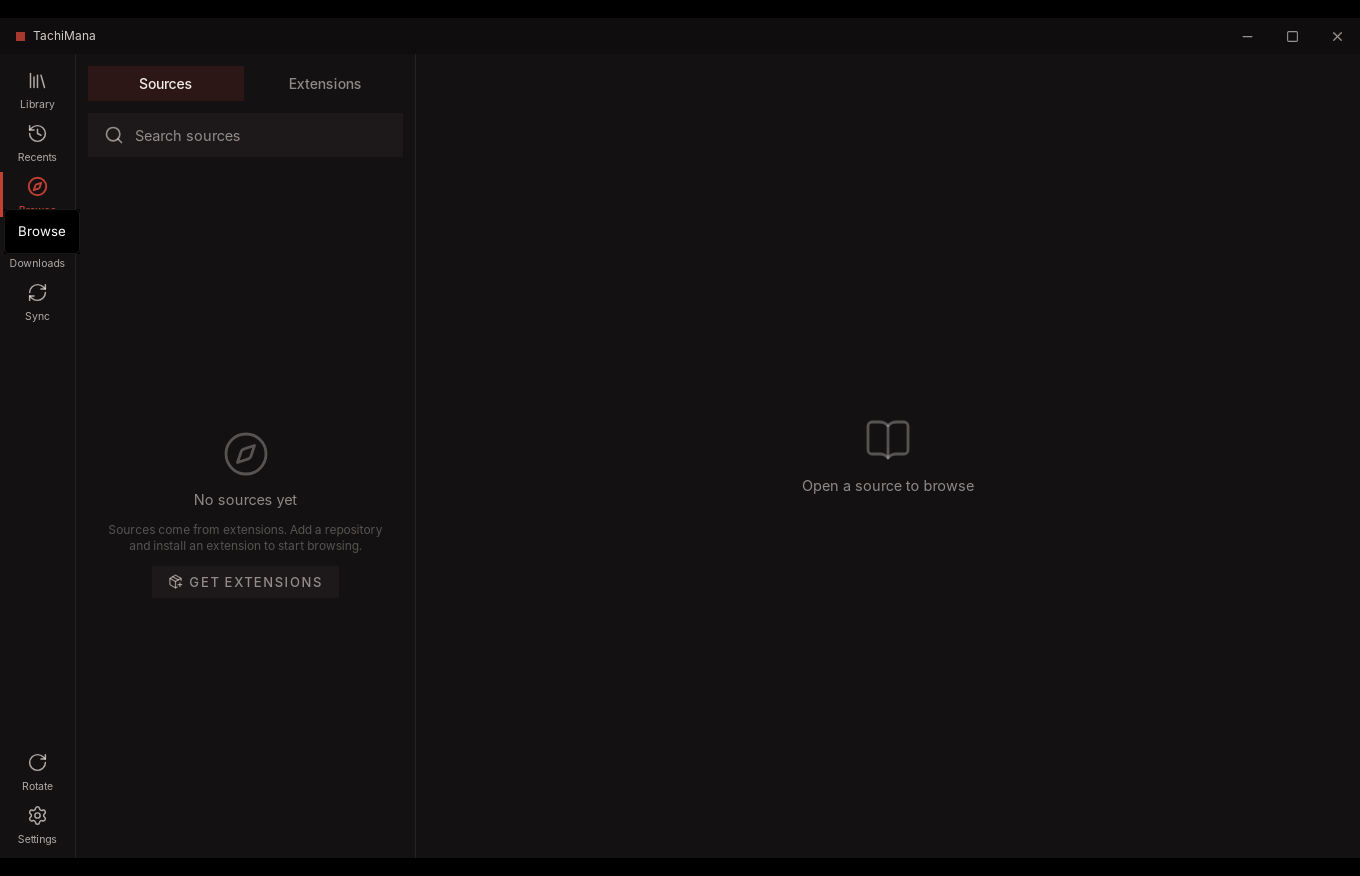 TachiMana
Library
Recents
Browse
Browse
Downloads
Sync
Rotate
Settings
Sources
Extensions
Search sources
No sources yet
Sources come from extensions. Add a repository
and install an extension to start browsing.
GET EXTENSIONS
Open a source to browse